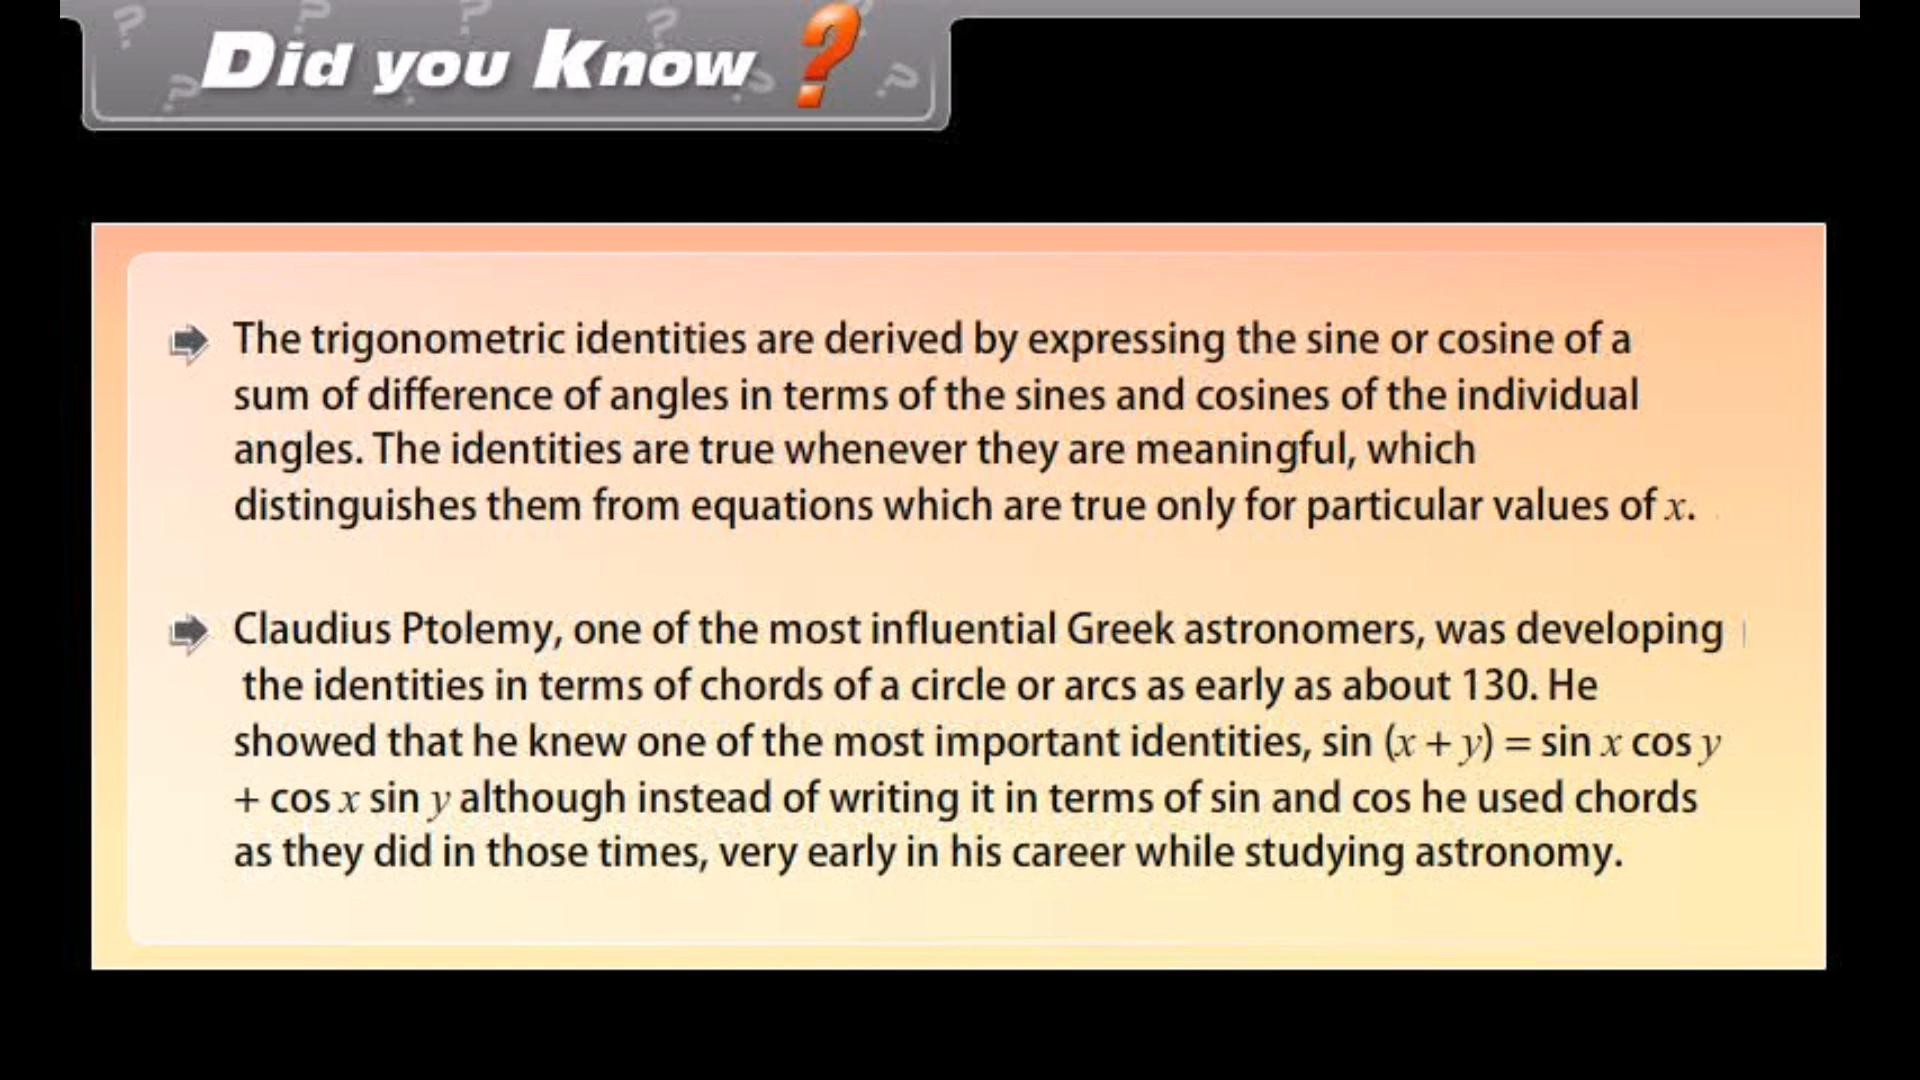 Did you Know ?
The trigonometric identities are derived by expressing the sine or cosine of a
sum of difference of angles in terms of the sines and cosines of the individual
angles. The identities are true whenever they are meaningful, which
distinguishes them from equations which are true only for particular values of x.
Claudius Ptolemy, one of the most influential Greek astronomers, was developing
the identities in terms of chords of a circle or arcs as early as about 130. He
showed that he knew one of the most important identities, sin (x + y) = sin x cos y
+ cos x sin y although instead of writing it in terms of sin and cos he used chords
as they did in those times, very early in his career while studying astronomy.